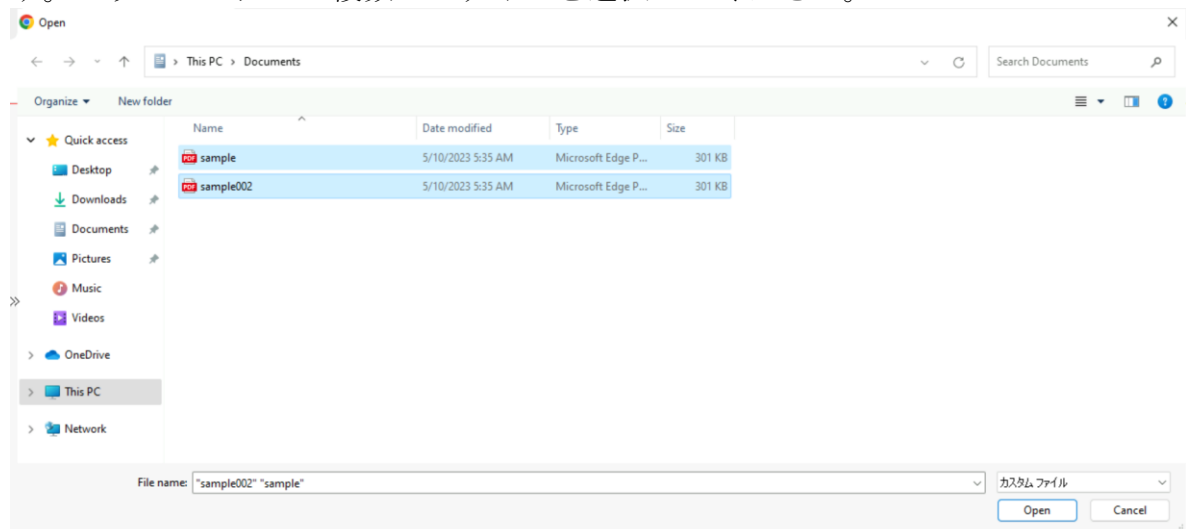 Open
This PC > Documents
Search Documents
Organize
New folder
Name
Date modified
Type
Size
Quick access
sample
5/10/2023 5:35 AM
Microsoft Edge P...
301 KB
Desktop
sample002
5/10/2023 5:35 AM
Microsoft Edge P...
301 KB
Downloads
Documents
Pictures
Music
Videos
OneDrive
This PC
Network
File name:
"sample002" "sample"
カスタム ファイル
Open
Cancel